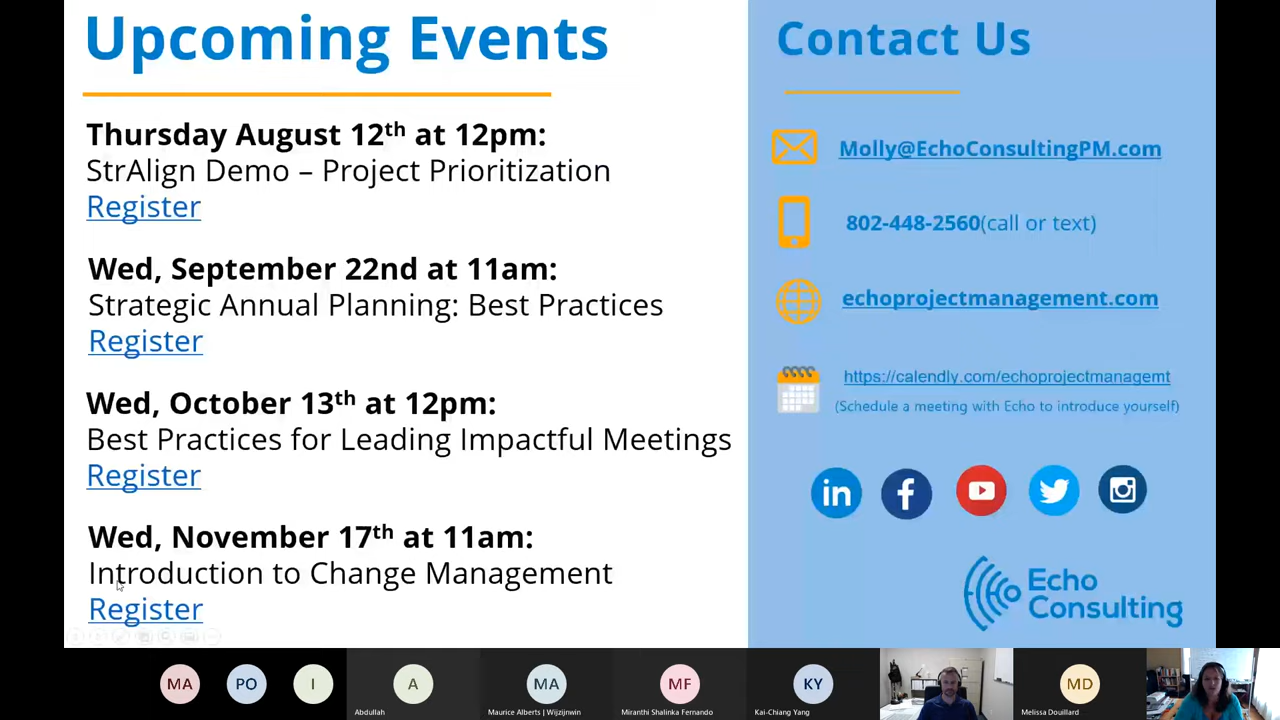 Upcoming Events
Thursday August 12th at 12pm:
StrAlign Demo – Project Prioritization
Register
Wed, September 22nd at 11am:
Strategic Annual Planning: Best Practices
Register
Wed, October 13th at 12pm:
Best Practices for Leading Impactful Meetings
Register
Wed, November 17th at 11am:
Introduction to Change Management
Register
Contact Us
Molly@EchoConsultingPM.com
802-448-2560(call or text)
echoprojectmanagement.com
https://calendly.com/echoprojectmanagemt
(Schedule a meeting with Echo to introduce yourself)
in
Echo
Consulting
MA
PO
I
A
Abdullah
MA
Maurice Alberts | Wijzijnwin
MF
Miranthi Shalinka Fernando
KY
Kai-Chiang Yang
MD
Melissa Douillard